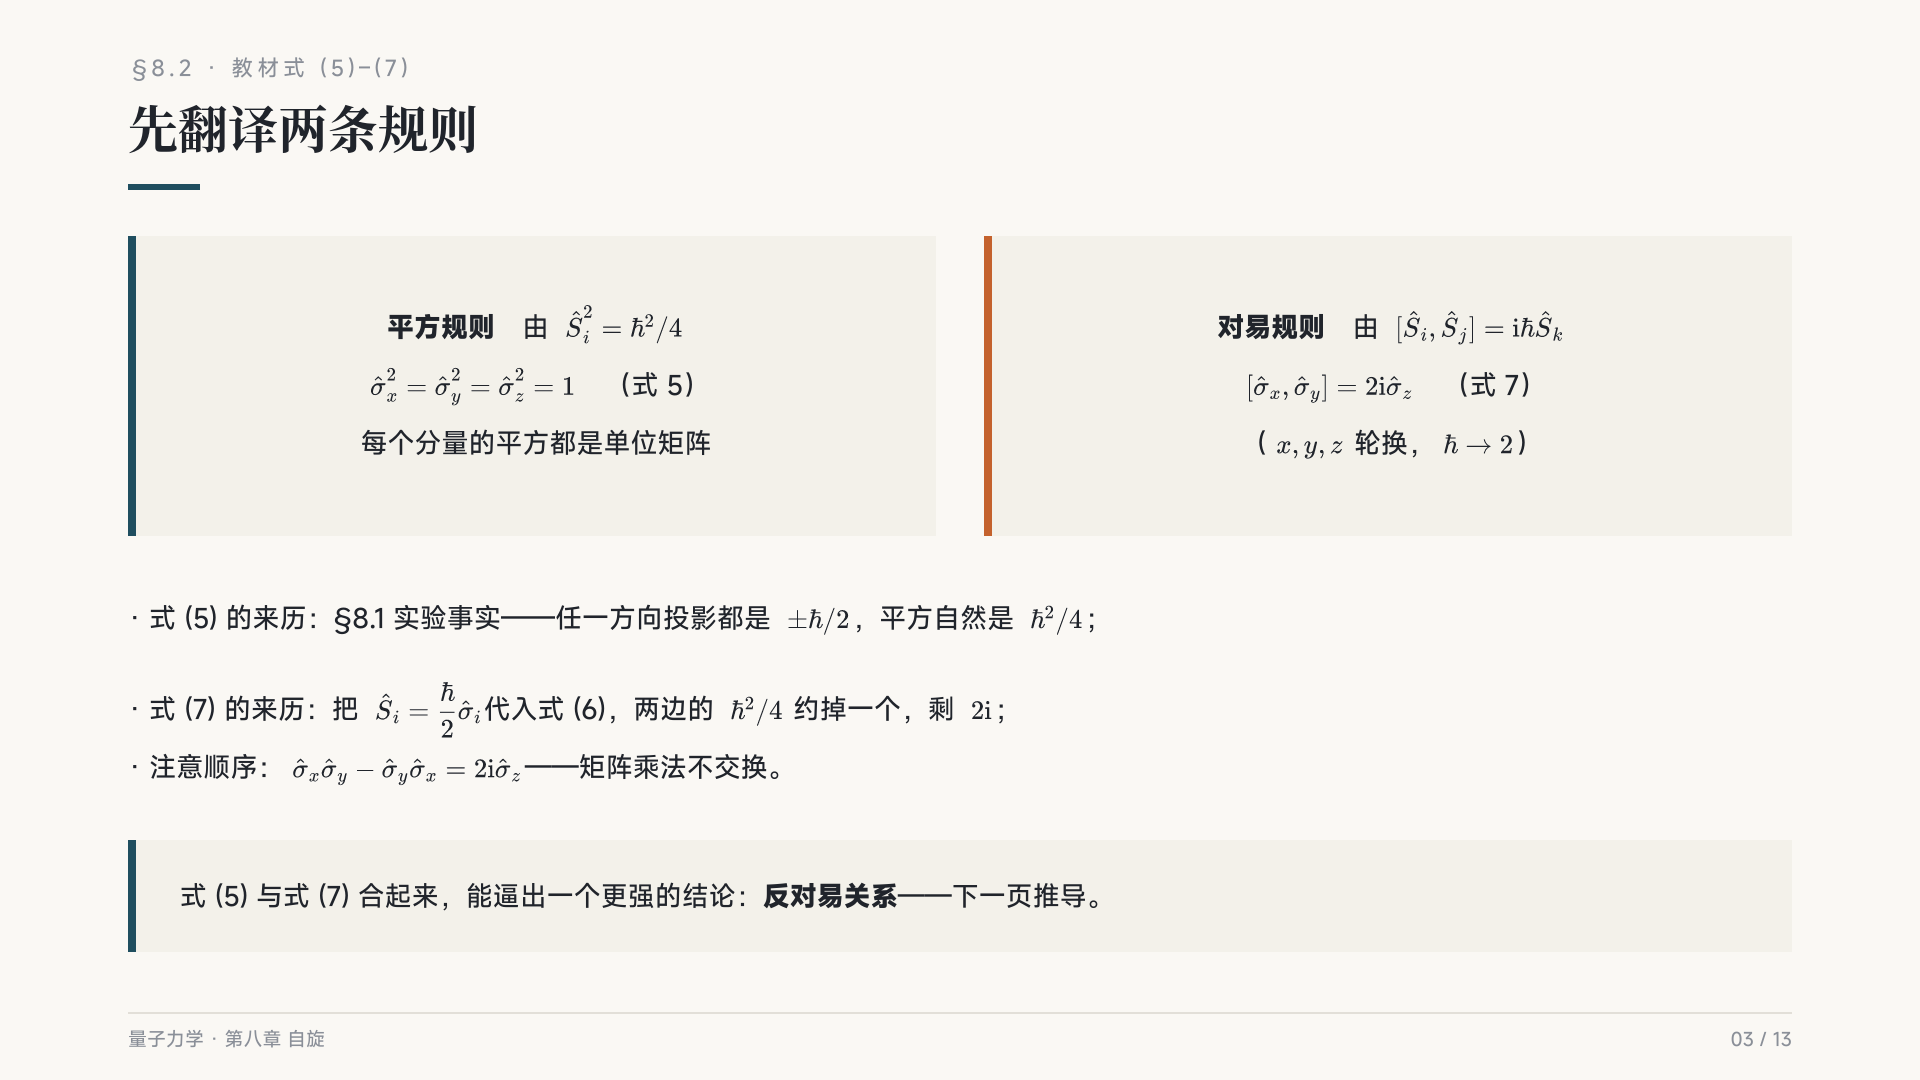 §8.2 · 教材式 (5)–(7)
先翻译两条规则
平方规则 由 $\hat{S}_i^2 = \hbar^2/4$
$\hat{\sigma}_x^2 = \hat{\sigma}_y^2 = \hat{\sigma}_z^2 = 1$ (式 5)
每个分量的平方都是单位矩阵
对易规则 由 $[\hat{S}_i, \hat{S}_j] = \mathrm{i}\hbar\hat{S}_k$
$[\hat{\sigma}_x, \hat{\sigma}_y] = 2\mathrm{i}\hat{\sigma}_z$ (式 7)
( $x, y, z$ 轮换, $\hbar \to 2$ )
· 式 (5) 的来历：§8.1 实验事实——任一方向投影都是 $\pm\hbar/2$，平方自然是 $\hbar^2/4$；
· 式 (7) 的来历：把 $\hat{S}_i = \frac{\hbar}{2}\hat{\sigma}_i$代入式 (6)，两边的 $\hbar^2/4$ 约掉一个，剩 $2\mathrm{i}$；
· 注意顺序： $\hat{\sigma}_x\hat{\sigma}_y - \hat{\sigma}_y\hat{\sigma}_x = 2\mathrm{i}\hat{\sigma}_z$——矩阵乘法不交换。
式 (5) 与式 (7) 合起来，能逼出一个更强的结论：反对易关系——下一页推导。
量子力学 · 第八章 自旋
03 / 13